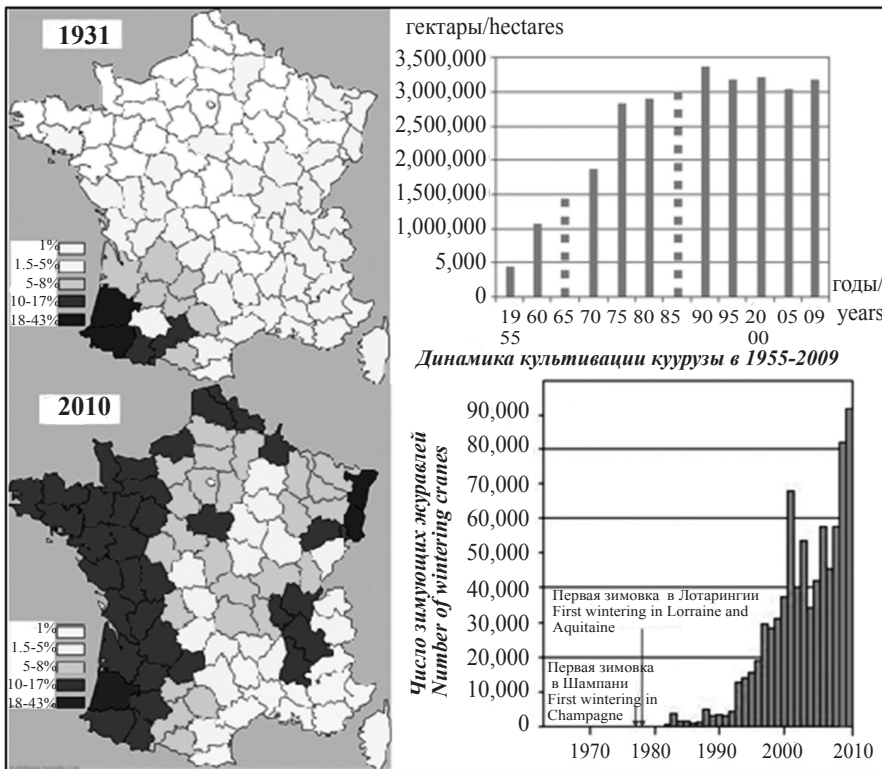 1931
1%
1.5-5%
5-8%
10-17%
18-43%
2010
1%
1.5-5%
5-8%
10-17%
18-43%
гектары/hectares
3,500,000
3,000,000
2,500,000
2,000,000
1,500,000
1,000,000
5,000
0
19 60 65 70 75 80 85 90 95 20 05 09
55 00
годы/
years
Динамика культивации куурузы в 1955-2009
Число зимующих журавлей
Number of wintering cranes
90,000
80,000
70,000
60,000
50,000
40,000
30,000
20,000
10,000
0
Первая зимовка в Лотарингии
First wintering in Lorraine and
Aquitaine
Первая зимовка
в Шампани
First wintering in
Champagne
1970 1980 1990 2000 2010